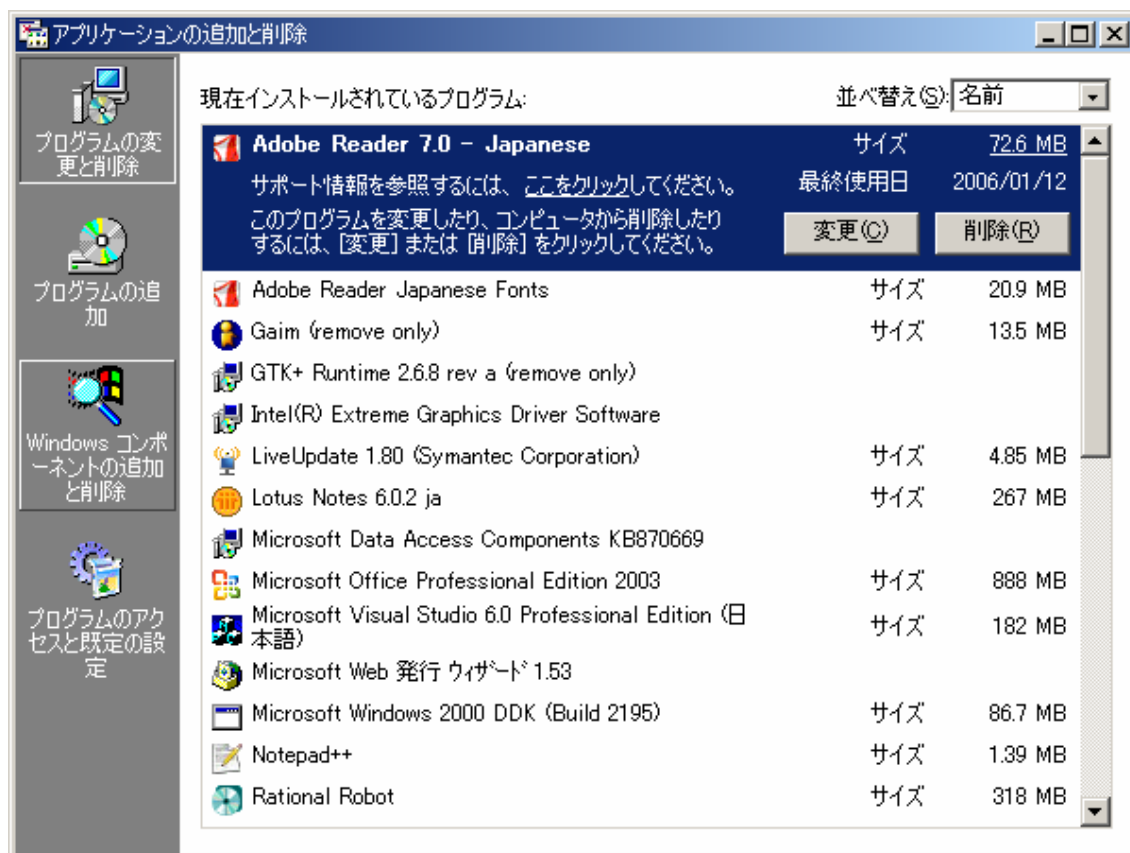 アプリケーションの追加と削除
プログラムの変
更と削除
プログラムの追
加
Windows コンポ
ーネントの追加
と削除
プログラムのアク
セスと既定の設
定
現在インストールされているプログラム:
並べ替え(S): 名前
Adobe Reader 7.0 - Japanese サイズ 72.6 MB
サポート情報を参照するには、ここをクリックしてください。 最終使用日 2006/01/12
このプログラムを変更したり、コンピュータから削除したり
するには、[変更] または [削除] をクリックしてください。
変更(C) 削除(R)
Adobe Reader Japanese Fonts サイズ 20.9 MB
Gaim (remove only) サイズ 13.5 MB
GTK+ Runtime 2.6.8 rev a (remove only)
Intel(R) Extreme Graphics Driver Software
LiveUpdate 1.80 (Symantec Corporation) サイズ 4.85 MB
Lotus Notes 6.0.2 ja サイズ 267 MB
Microsoft Data Access Components KB870669
Microsoft Office Professional Edition 2003 サイズ 888 MB
Microsoft Visual Studio 6.0 Professional Edition (日
本語) サイズ 182 MB
Microsoft Web 発行 ウィザード 1.53
Microsoft Windows 2000 DDK (Build 2195) サイズ 86.7 MB
Notepad++ サイズ 1.39 MB
Rational Robot サイズ 318 MB